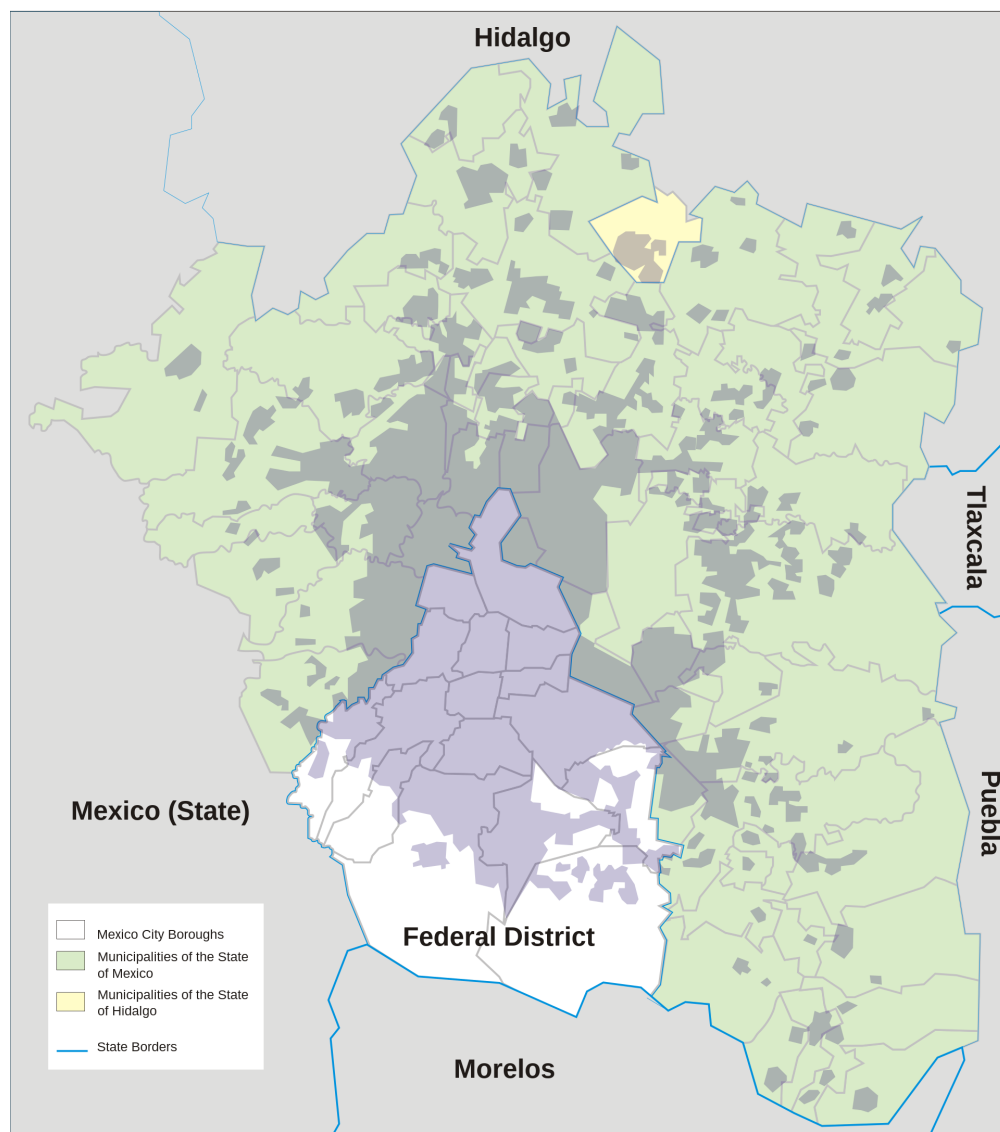 Hidalgo
Tlaxcala
Puebla
Mexico (State)
Federal District
Morelos
Mexico City Boroughs
Municipalities of the State
of Mexico
Municipalities of the State
of Hidalgo
State Borders